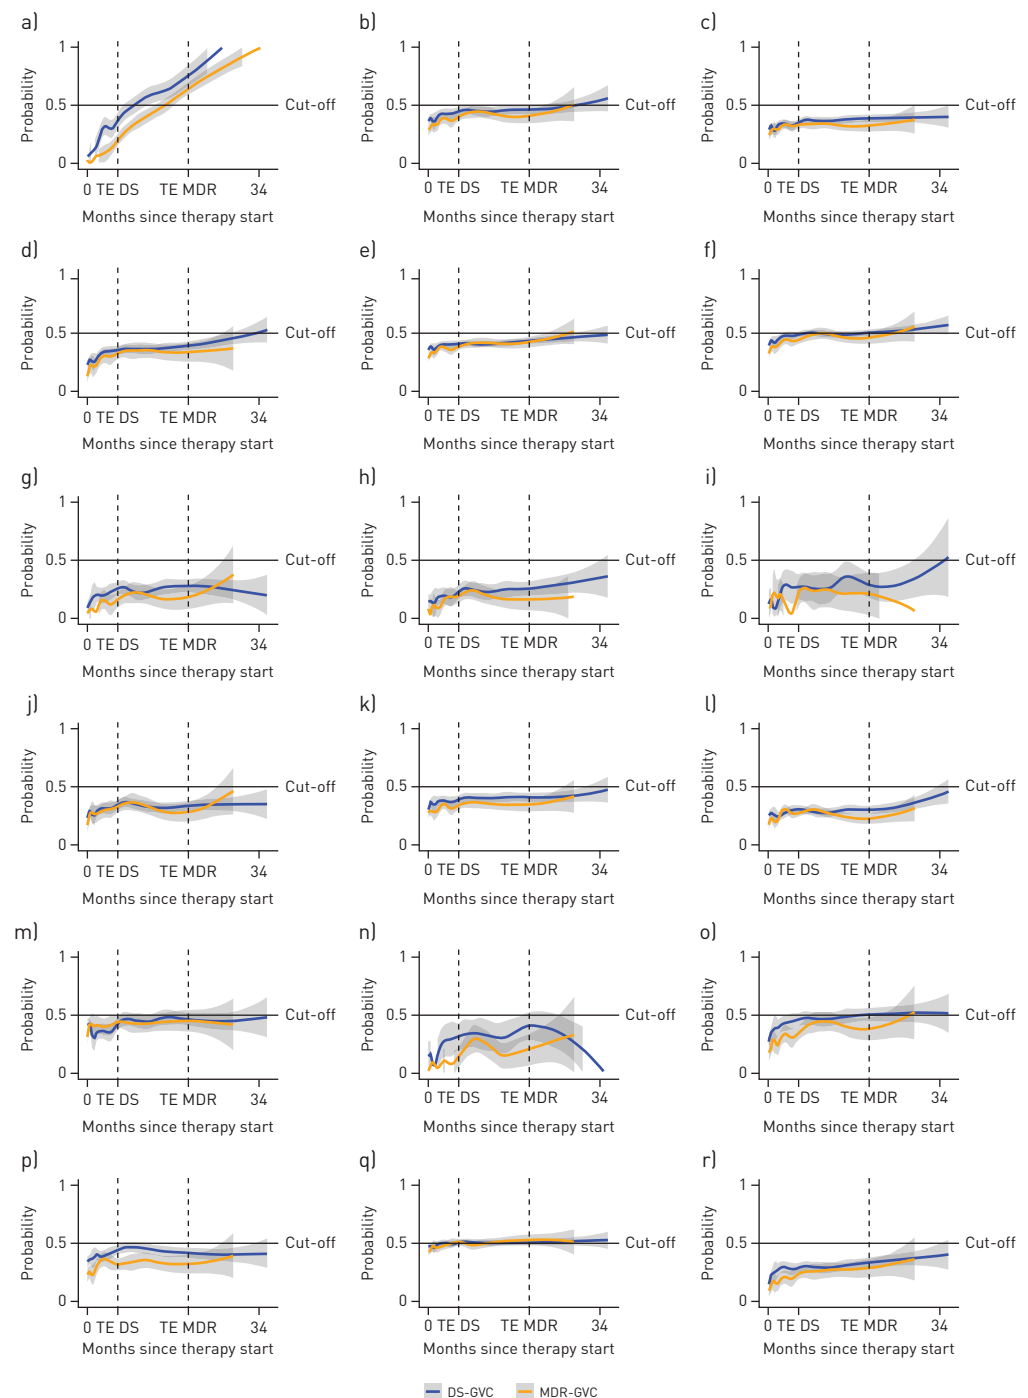 a) b) c)
1 1 1
Probability 0.5 Cut-off Probability 0.5 Cut-off Probability 0.5 Cut-off
0 0 0
0 TE DS TE MDR 34 0 TE DS TE MDR 34 0 TE DS TE MDR 34
Months since therapy start Months since therapy start Months since therapy start
d) e) f)
1 1 1
Probability 0.5 Cut-off Probability 0.5 Cut-off Probability 0.5 Cut-off
0 0 0
0 TE DS TE MDR 34 0 TE DS TE MDR 34 0 TE DS TE MDR 34
Months since therapy start Months since therapy start Months since therapy start
g) h) i)
1 1 1
Probability 0.5 Cut-off Probability 0.5 Cut-off Probability 0.5 Cut-off
0 0 0
0 TE DS TE MDR 34 0 TE DS TE MDR 34 0 TE DS TE MDR 34
Months since therapy start Months since therapy start Months since therapy start
j) k) l)
1 1 1
Probability 0.5 Cut-off Probability 0.5 Cut-off Probability 0.5 Cut-off
0 0 0
0 TE DS TE MDR 34 0 TE DS TE MDR 34 0 TE DS TE MDR 34
Months since therapy start Months since therapy start Months since therapy start
m) n) o)
1 1 1
Probability 0.5 Cut-off Probability 0.5 Cut-off Probability 0.5 Cut-off
0 0 0
0 TE DS TE MDR 34 0 TE DS TE MDR 34 0 TE DS TE MDR 34
Months since therapy start Months since therapy start Months since therapy start
p) q) r)
1 1 1
Probability 0.5 Cut-off Probability 0.5 Cut-off Probability 0.5 Cut-off
0 0 0
0 TE DS TE MDR 34 0 TE DS TE MDR 34 0 TE DS TE MDR 34
Months since therapy start Months since therapy start Months since therapy start
DS-GVC MDR-GVC